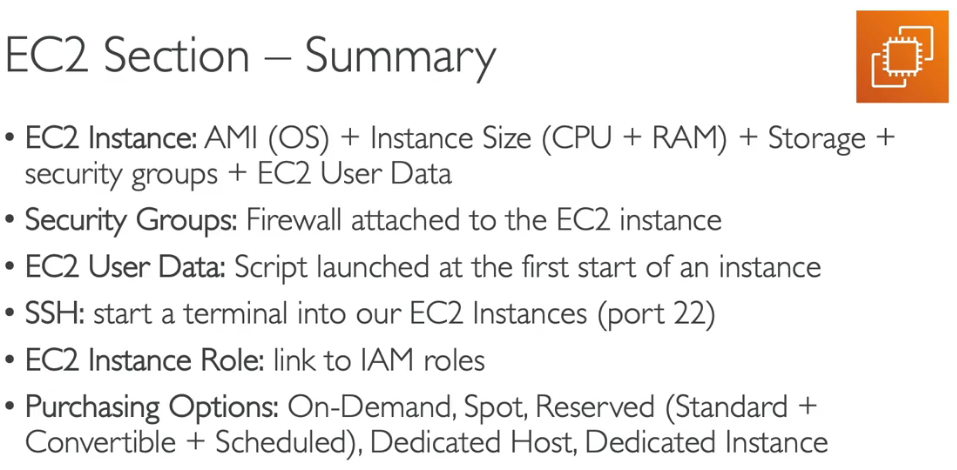 EC2 Section – Summary
• EC2 Instance: AMI (OS) + Instance Size (CPU + RAM) + Storage +
security groups + EC2 User Data
• Security Groups: Firewall attached to the EC2 instance
• EC2 User Data: Script launched at the first start of an instance
• SSH: start a terminal into our EC2 Instances (port 22)
• EC2 Instance Role: link to IAM roles
• Purchasing Options: On-Demand, Spot, Reserved (Standard +
Convertible + Scheduled), Dedicated Host, Dedicated Instance